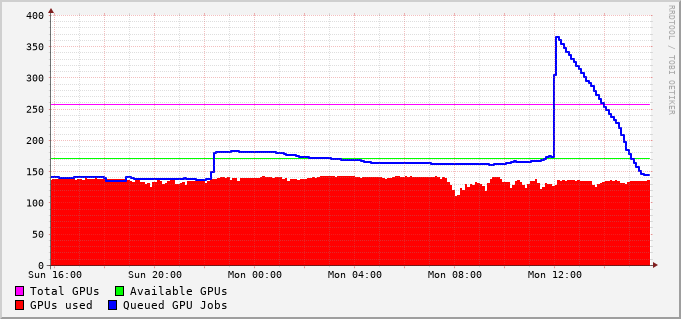 400
350
300
250
200
150
100
50
0
Sun 16:00 Sun 20:00 Mon 00:00 Mon 04:00 Mon 08:00 Mon 12:00
Total GPUs Available GPUs
GPUs used Queued GPU Jobs
RRDTOOL / TOBI OETIKER